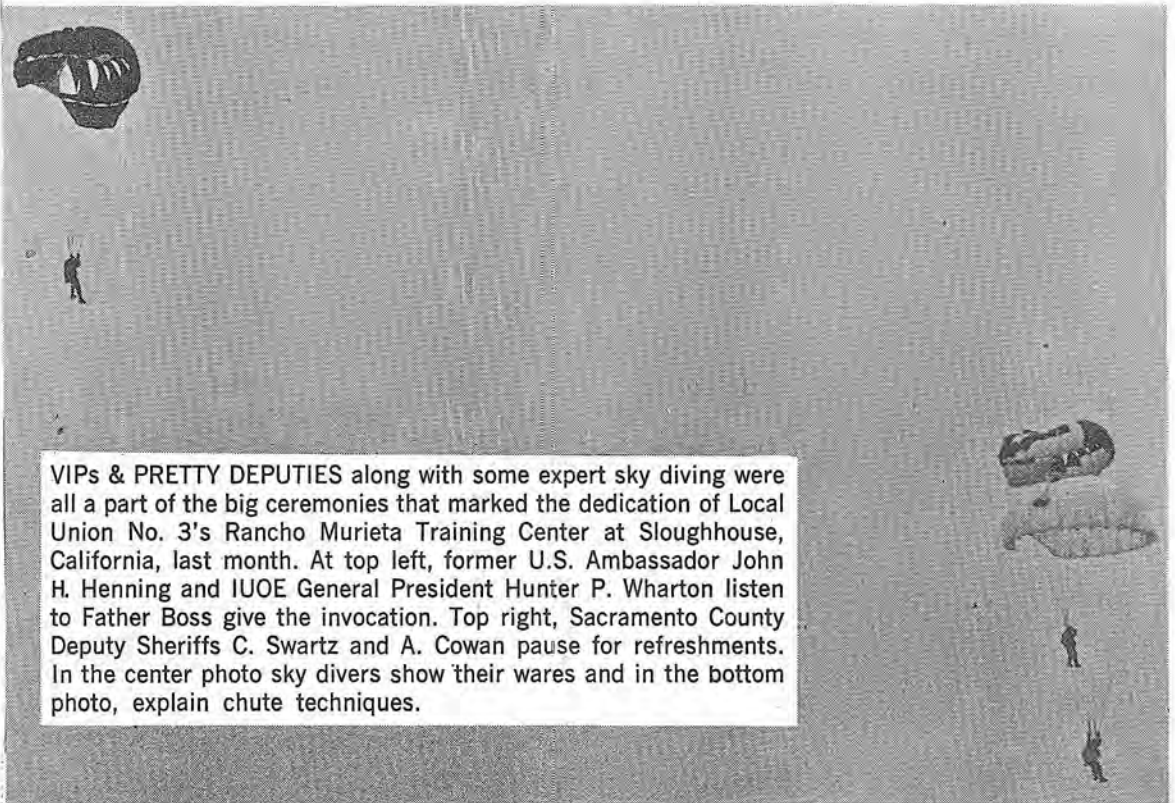 VIPs & PRETTY DEPUTIES along with some expert sky diving were
all a part of the big ceremonies that marked the dedication of Local
Union No. 3's Rancho Murieta Training Center at Sloughhouse,
California, last month. At top left, former U.S. Ambassador John
H. Henning and IUOE General President Hunter P. Wharton listen
to Father Boss give the invocation. Top right, Sacramento County
Deputy Sheriffs C. Swartz and A. Cowan pause for refreshments.
In the center photo sky divers show their wares and in the bottom
photo, explain chute techniques.